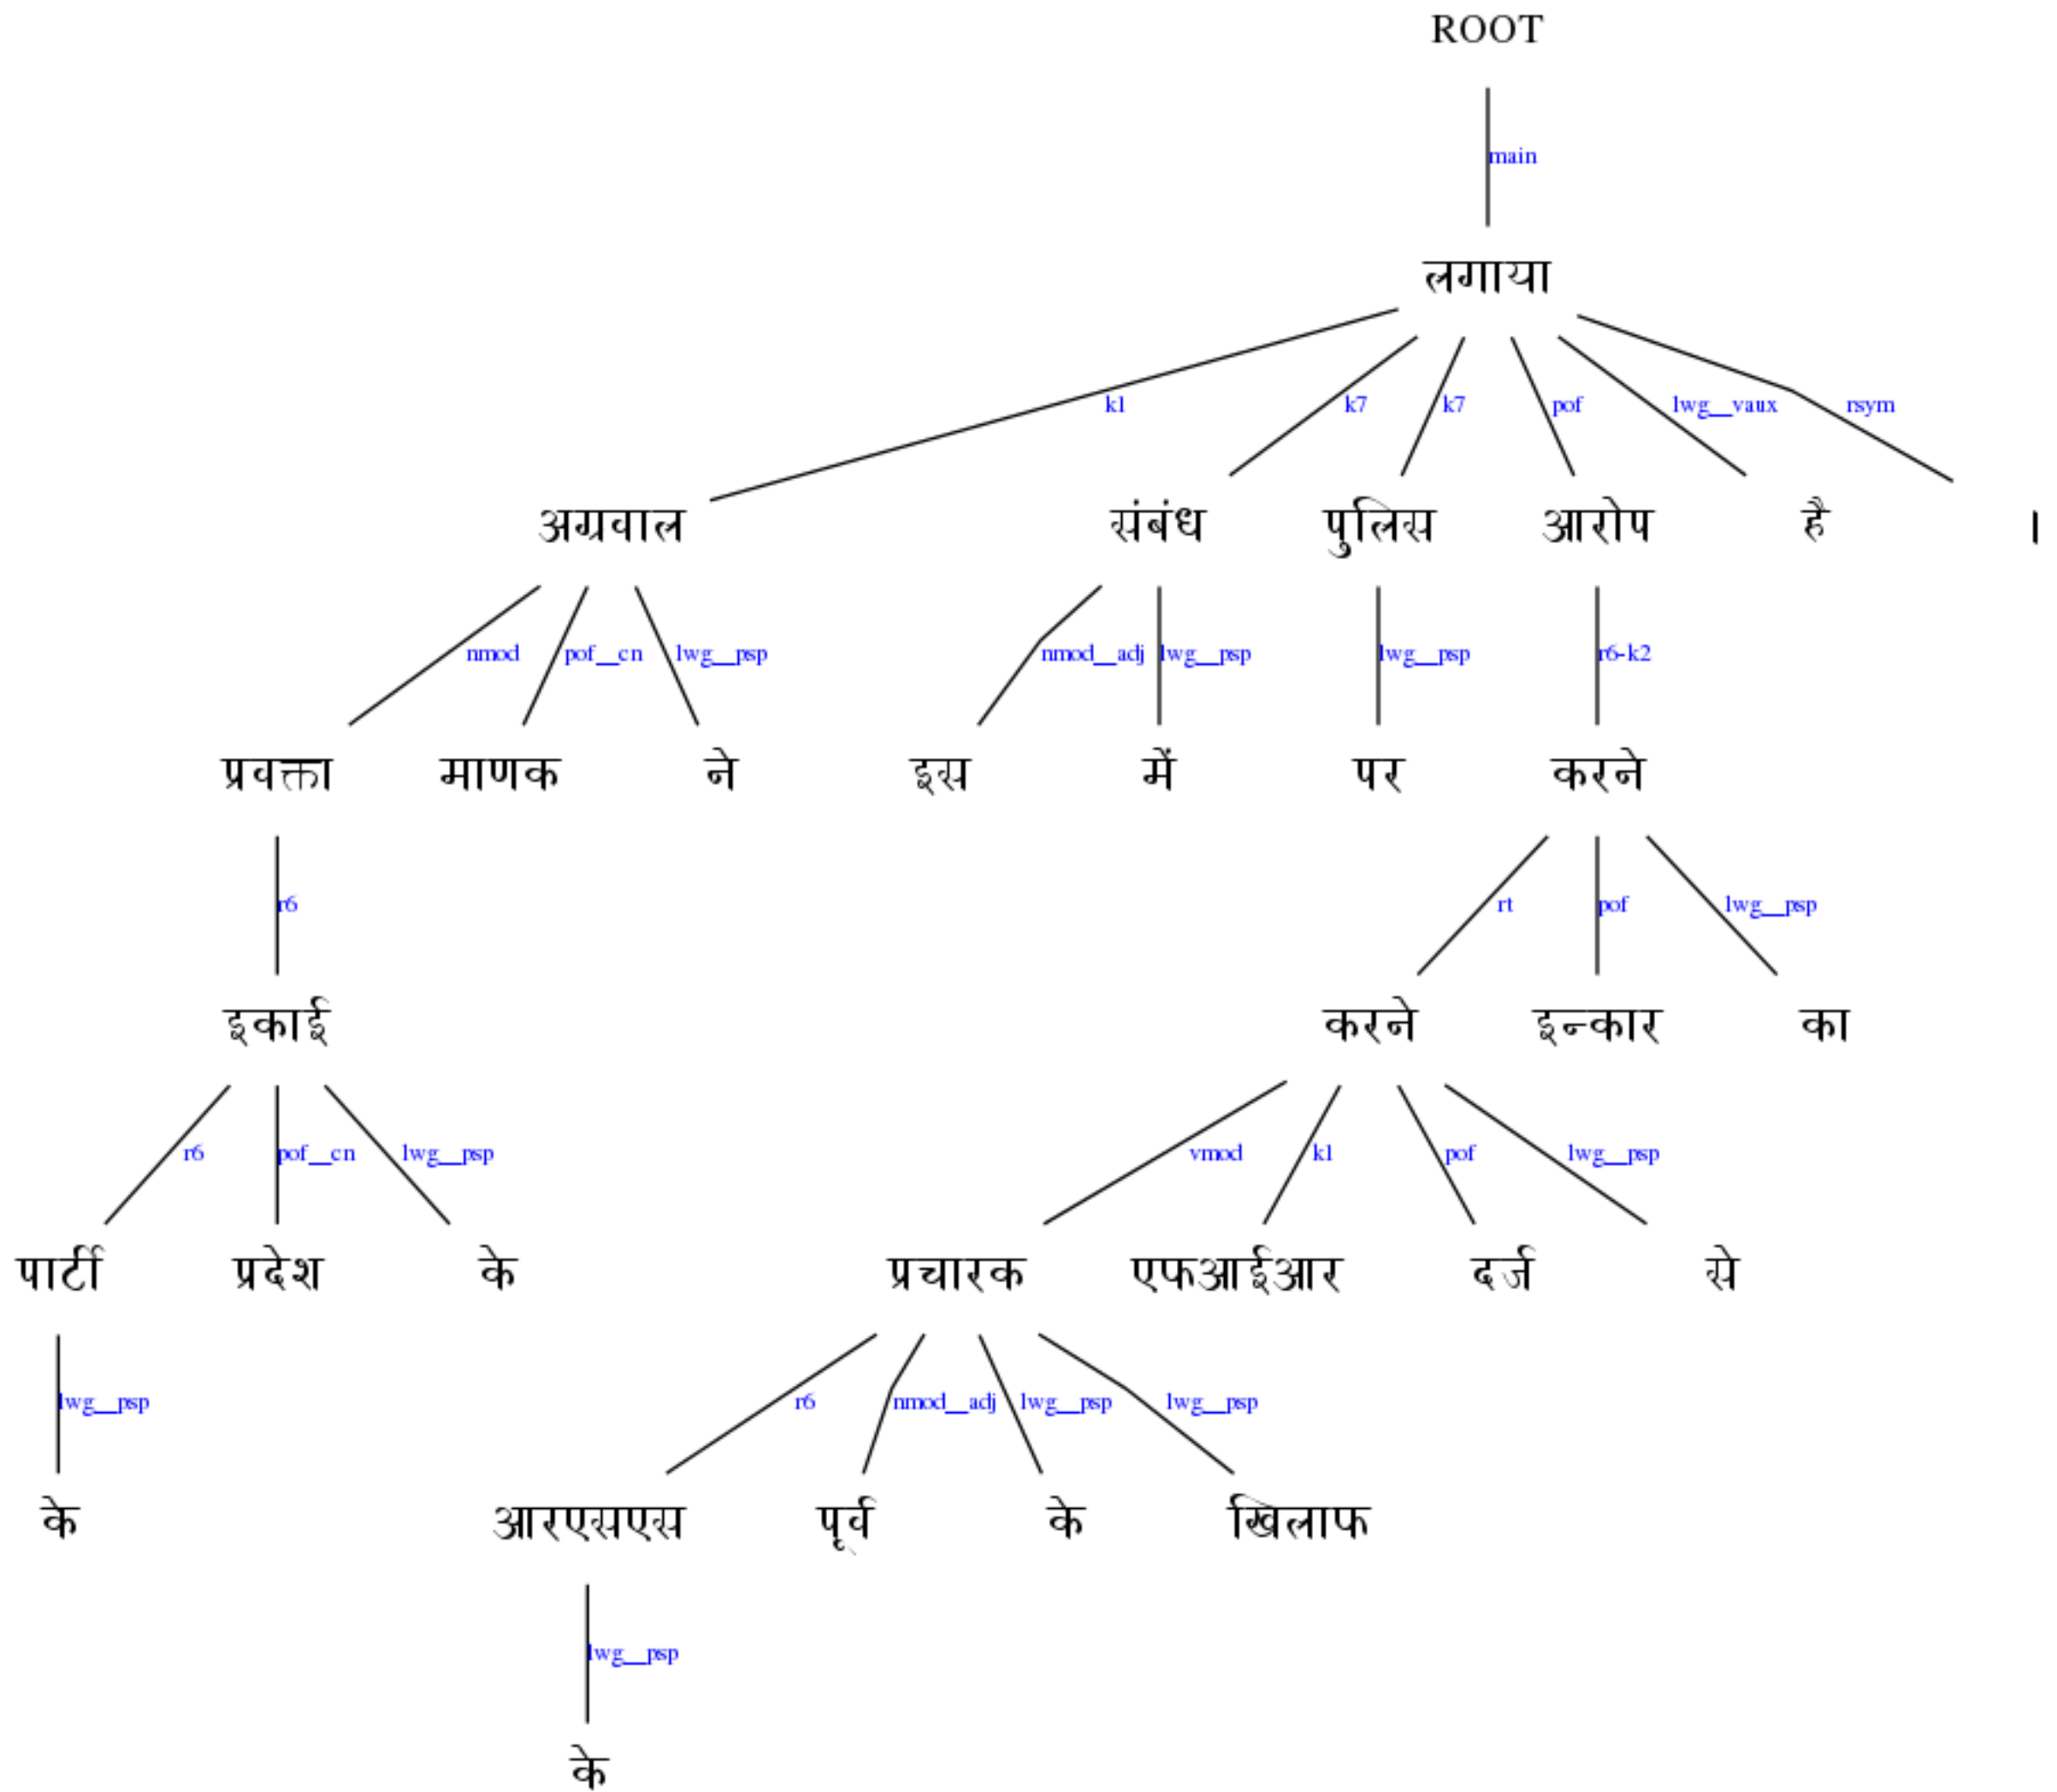 ROOT
main
लगाया
k1 k7 k7 pof lwg__vaux rsym
अग्रवाल संबंध पुलिस आरोप है ।
nmod pof__cn lwg__psp nmod__adj lwg__psp lwg__psp r6-k2
प्रवक्ता माणक ने इस में पर करने
r6 rt pof lwg__psp
इकाई करने इन्कार का
r6 pof__cn lwg__psp vmod k1 pof lwg__psp
पार्टी प्रदेश के प्रचारक एफआईआर दर्ज से
lwg__psp r6 nmod__adj lwg__psp lwg__psp
के आरएसएस पूर्व के खिलाफ
lwg__psp
के